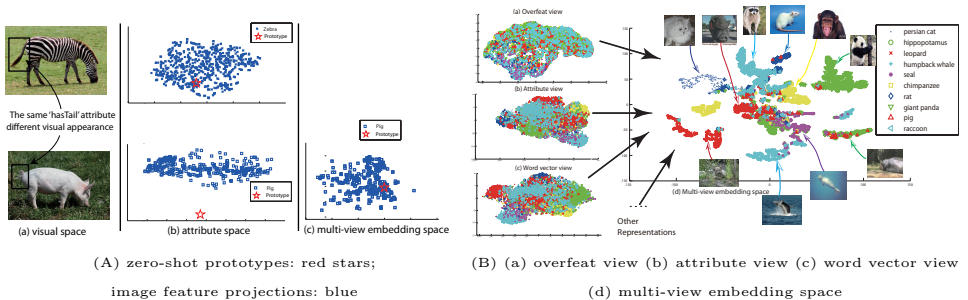 The same 'hasTail' attribute
different visual appearance
(a) visual space
Zebra
Prototype
Pig
Prototype
(b) attribute space
Pig
Prototype
(c) multi-view embedding space
(A) zero-shot prototypes: red stars;
image feature projections: blue
(a) Overfeat view
(b) Attribute view
(c) Word vector view
Other
Representations
(d) Multi-view embedding space
persian cat
hippopotamus
leopard
humpback whale
seal
chimpanzee
rat
giant panda
pig
raccoon
(B) (a) overfeat view (b) attribute view (c) word vector view
(d) multi-view embedding space